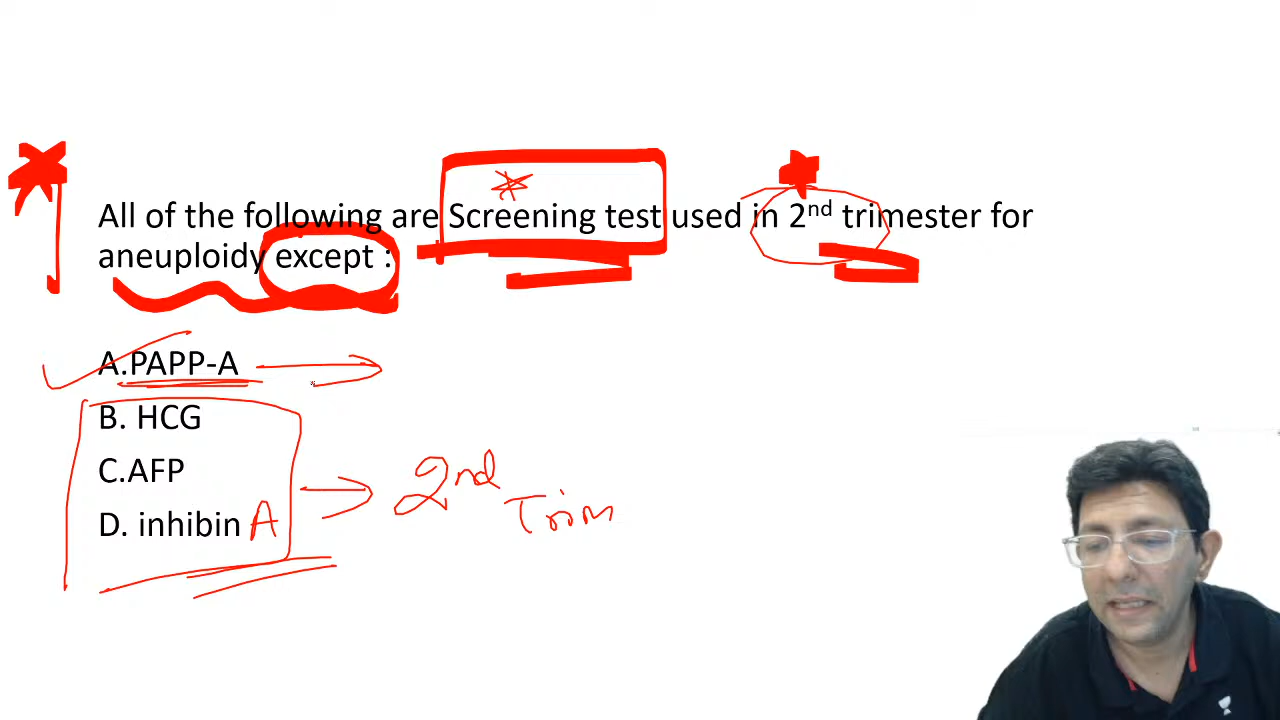 All of the following are Screening test used in 2nd trimester for
aneuploidy except :
A.PAPP-A
B. HCG
C.AFP
D. inhibin A
2nd
Trim